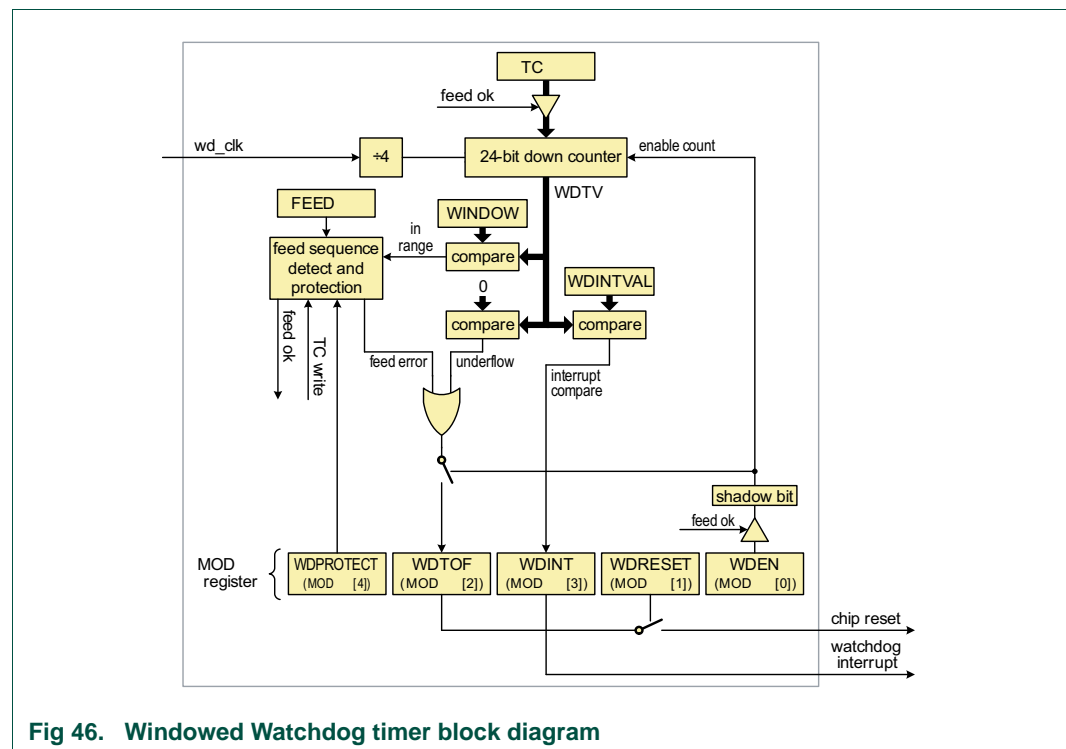 TC
feed ok
wd_clk
÷4
24-bit down counter
enable count
WDTV
FEED
WINDOW
in
range
feed sequence
detect and
protection
compare
WDINTVAL
0
compare
compare
feed ok
TC write
feed error
underflow
interrupt
compare
shadow bit
feed ok
MOD
register
WDPROTECT
(MOD [4])
WDTOF
(MOD [2])
WDINT
(MOD [3])
WDRESET
(MOD [1])
WDEN
(MOD [0])
chip reset
watchdog
interrupt
Fig 46. Windowed Watchdog timer block diagram